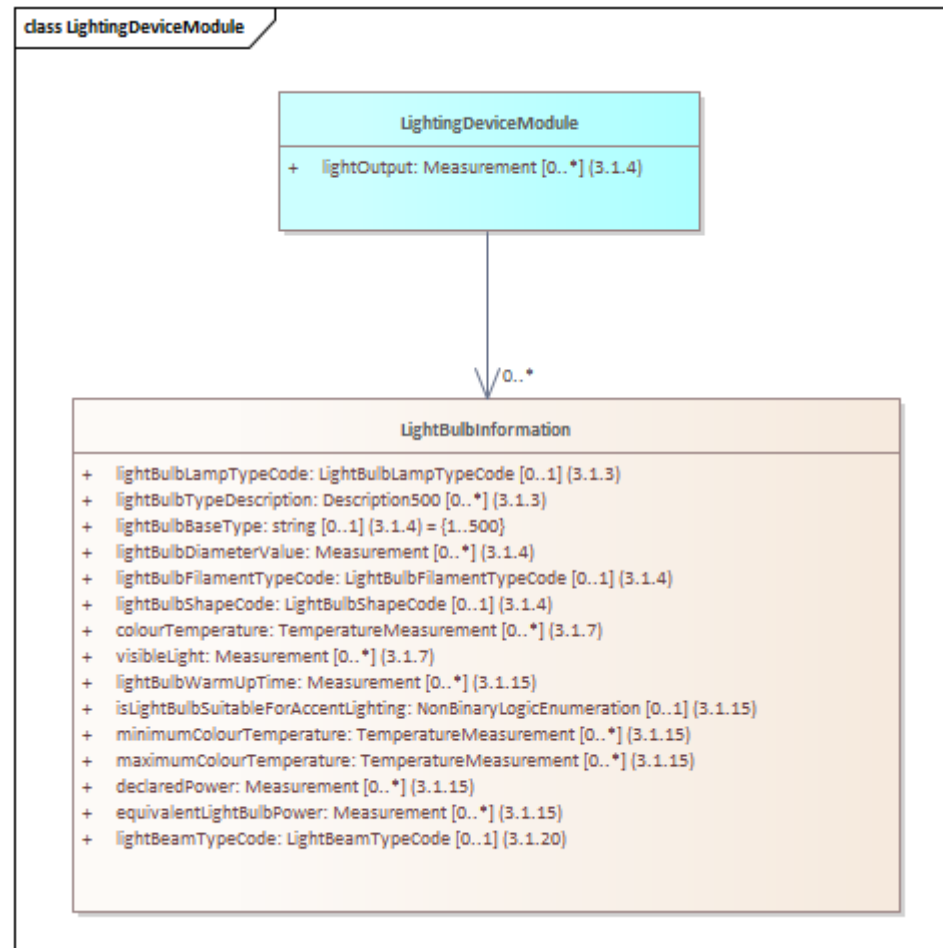 class LightingDeviceModule
LightingDeviceModule
+ lightOutput: Measurement [0..*] (3.1.4)
0..*
LightBulbInformation
+ lightBulbLampTypeCode: LightBulbLampTypeCode [0..1] (3.1.3)
+ lightBulbTypeDescription: Description500 [0..*] (3.1.3)
+ lightBulbBaseType: string [0..1] (3.1.4) = {1..500}
+ lightBulbDiameterValue: Measurement [0..*] (3.1.4)
+ lightBulbFilamentTypeCode: LightBulbFilamentTypeCode [0..1] (3.1.4)
+ lightBulbShapeCode: LightBulbShapeCode [0..1] (3.1.4)
+ colourTemperature: TemperatureMeasurement [0..*] (3.1.7)
+ visibleLight: Measurement [0..*] (3.1.7)
+ lightBulbWarmUpTime: Measurement [0..*] (3.1.15)
+ isLightBulbSuitableForAccentLighting: NonBinaryLogicEnumeration [0..1] (3.1.15)
+ minimumColourTemperature: TemperatureMeasurement [0..*] (3.1.15)
+ maximumColourTemperature: TemperatureMeasurement [0..*] (3.1.15)
+ declaredPower: Measurement [0..*] (3.1.15)
+ equivalentLightBulbPower: Measurement [0..*] (3.1.15)
+ lightBeamTypeCode: LightBeamTypeCode [0..1] (3.1.20)